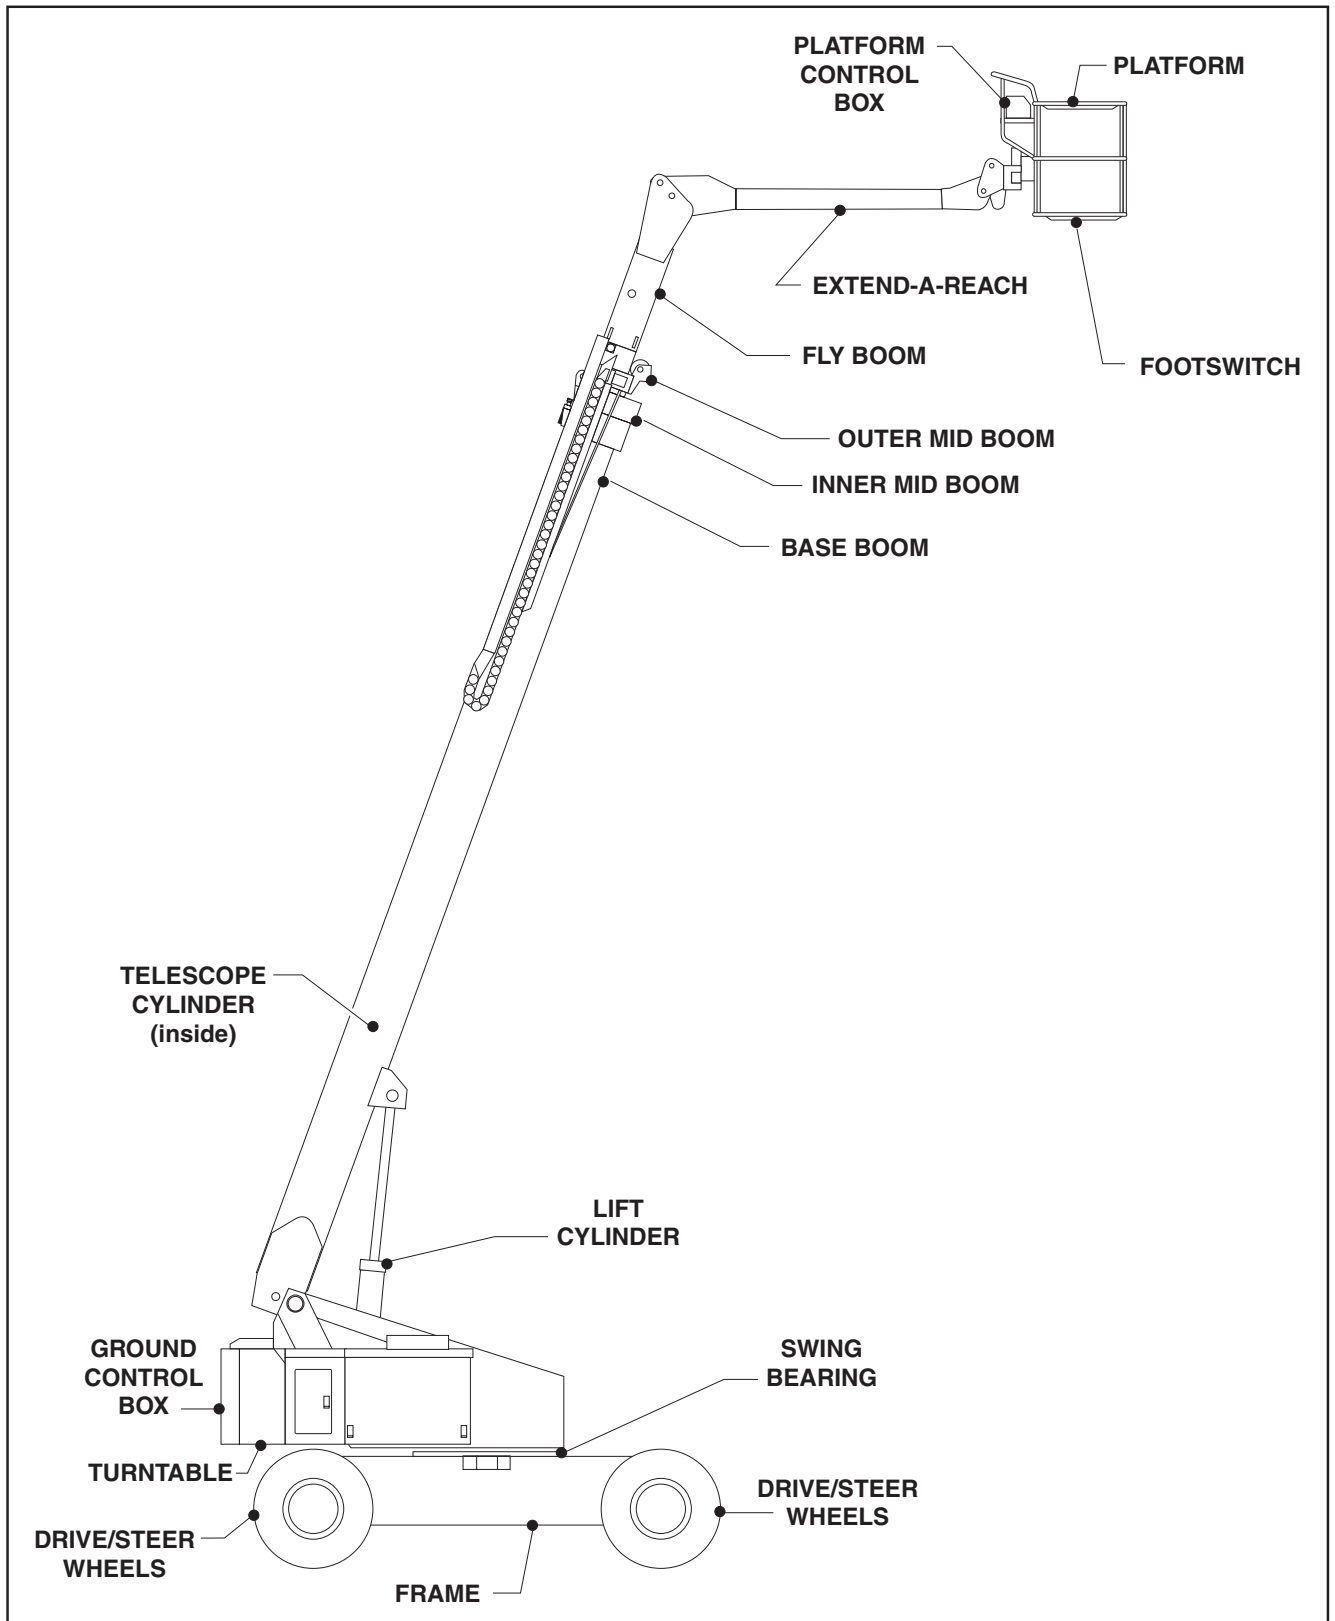 PLATFORM
CONTROL
BOX
PLATFORM
EXTEND-A-REACH
FLY BOOM
FOOTSWITCH
OUTER MID BOOM
INNER MID BOOM
BASE BOOM
TELESCOPE
CYLINDER
(inside)
LIFT
CYLINDER
GROUND
CONTROL
BOX
SWING
BEARING
TURNTABLE
DRIVE/STEER
WHEELS
DRIVE/STEER
WHEELS
FRAME